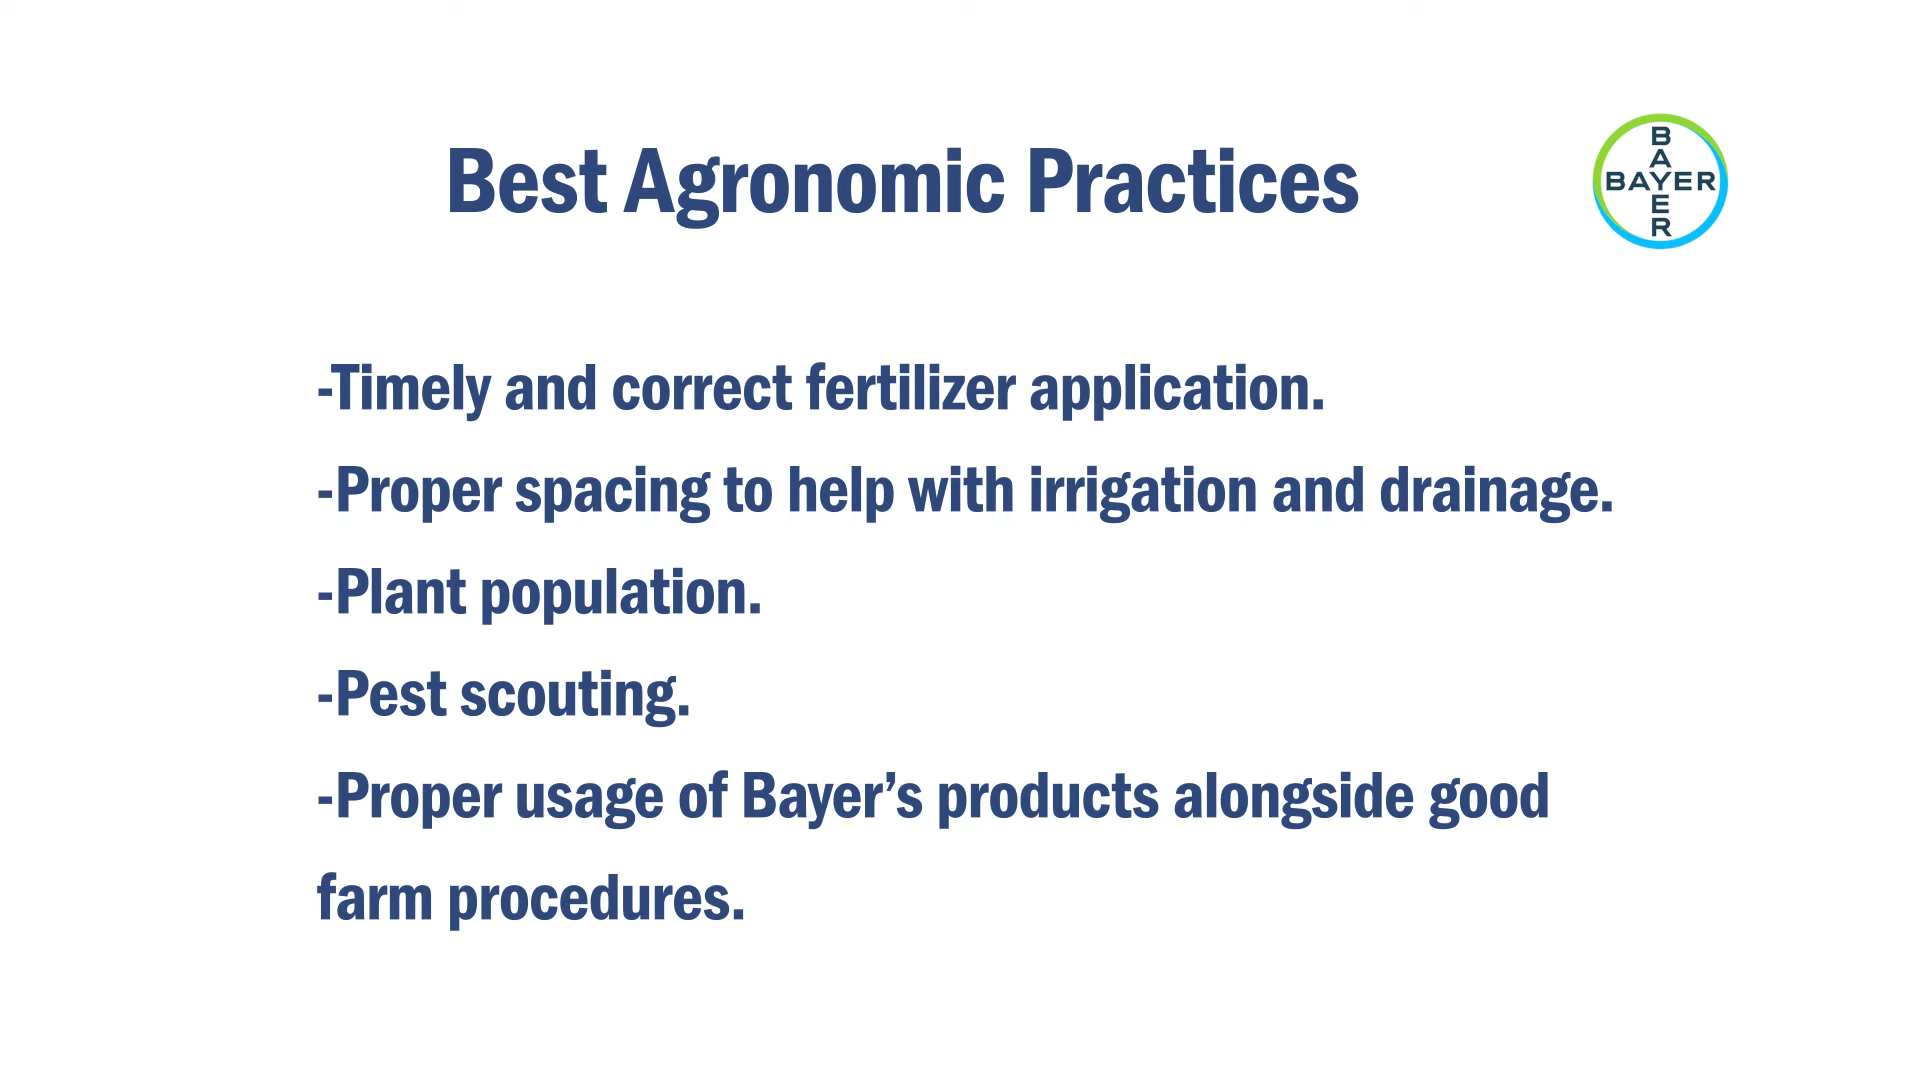 Best Agronomic Practices
BAYER
BAYER
-Timely and correct fertilizer application.
-Proper spacing to help with irrigation and drainage.
-Plant population.
-Pest scouting.
-Proper usage of Bayer’s products alongside good
farm procedures.